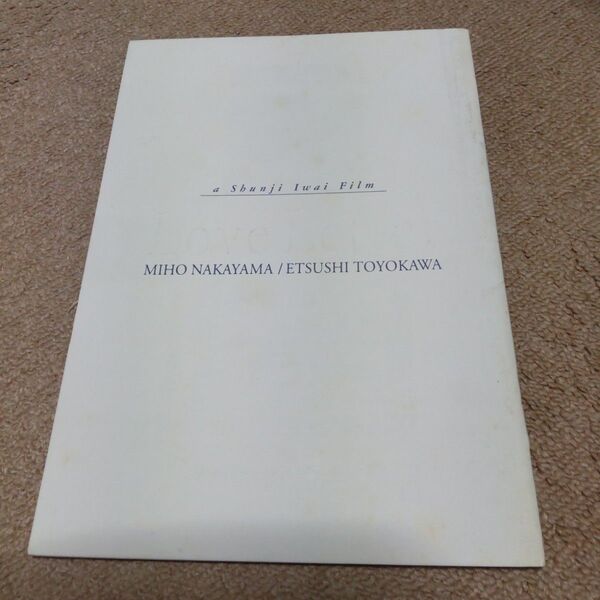 a Shunji Iwai Film
MIHO NAKAYAMA / ETSUSHI TOYOKAWA